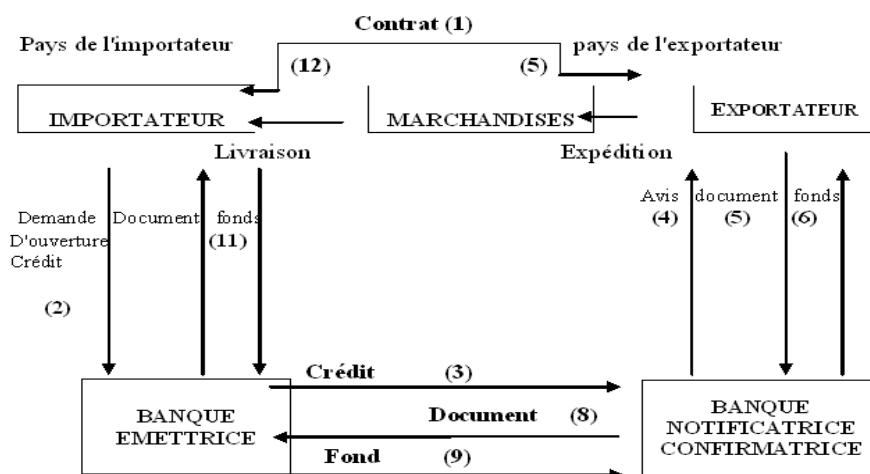 Contrat (1)
Pays de l'importateur
pays de l'exportateur
(12)
(5)
IMPORTATEUR
MARCHANDISES
EXPORTATEUR
Livraison
Expédition
Demande
D'ouverture
Crédit
(2)
Document
fonds
(11)
Avis
(4)
document
(5)
fonds
(6)
Crédit (3)
BANQUE
EMETTRICE
Document (8)
Fond (9)
BANQUE
NOTIFICATRICE
CONFIRMATRICE